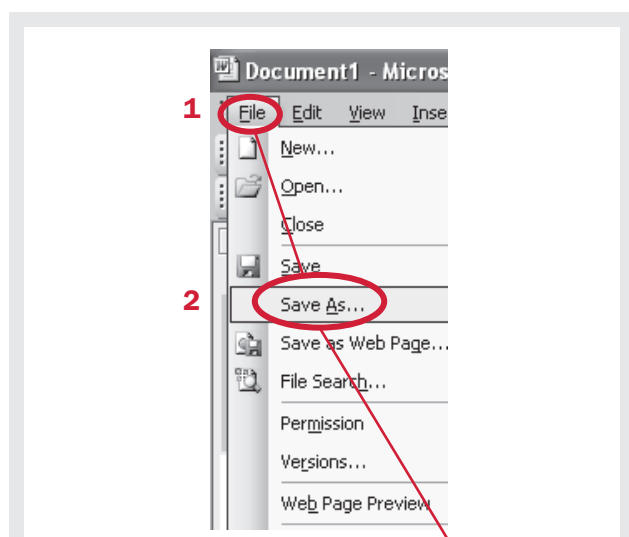 Document1 - Micros
1
File Edit View Inse
New...
Open...
Close
Save
2
Save As...
Save as Web Page...
File Search...
Permission
Versions...
Web Page Preview